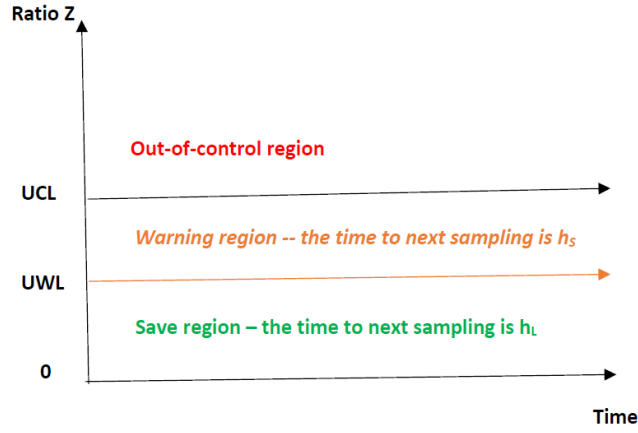 Ratio Z
Out-of-control region
UCL
Warning region -- the time to next sampling is hS
UWL
Save region – the time to next sampling is hL
0
Time